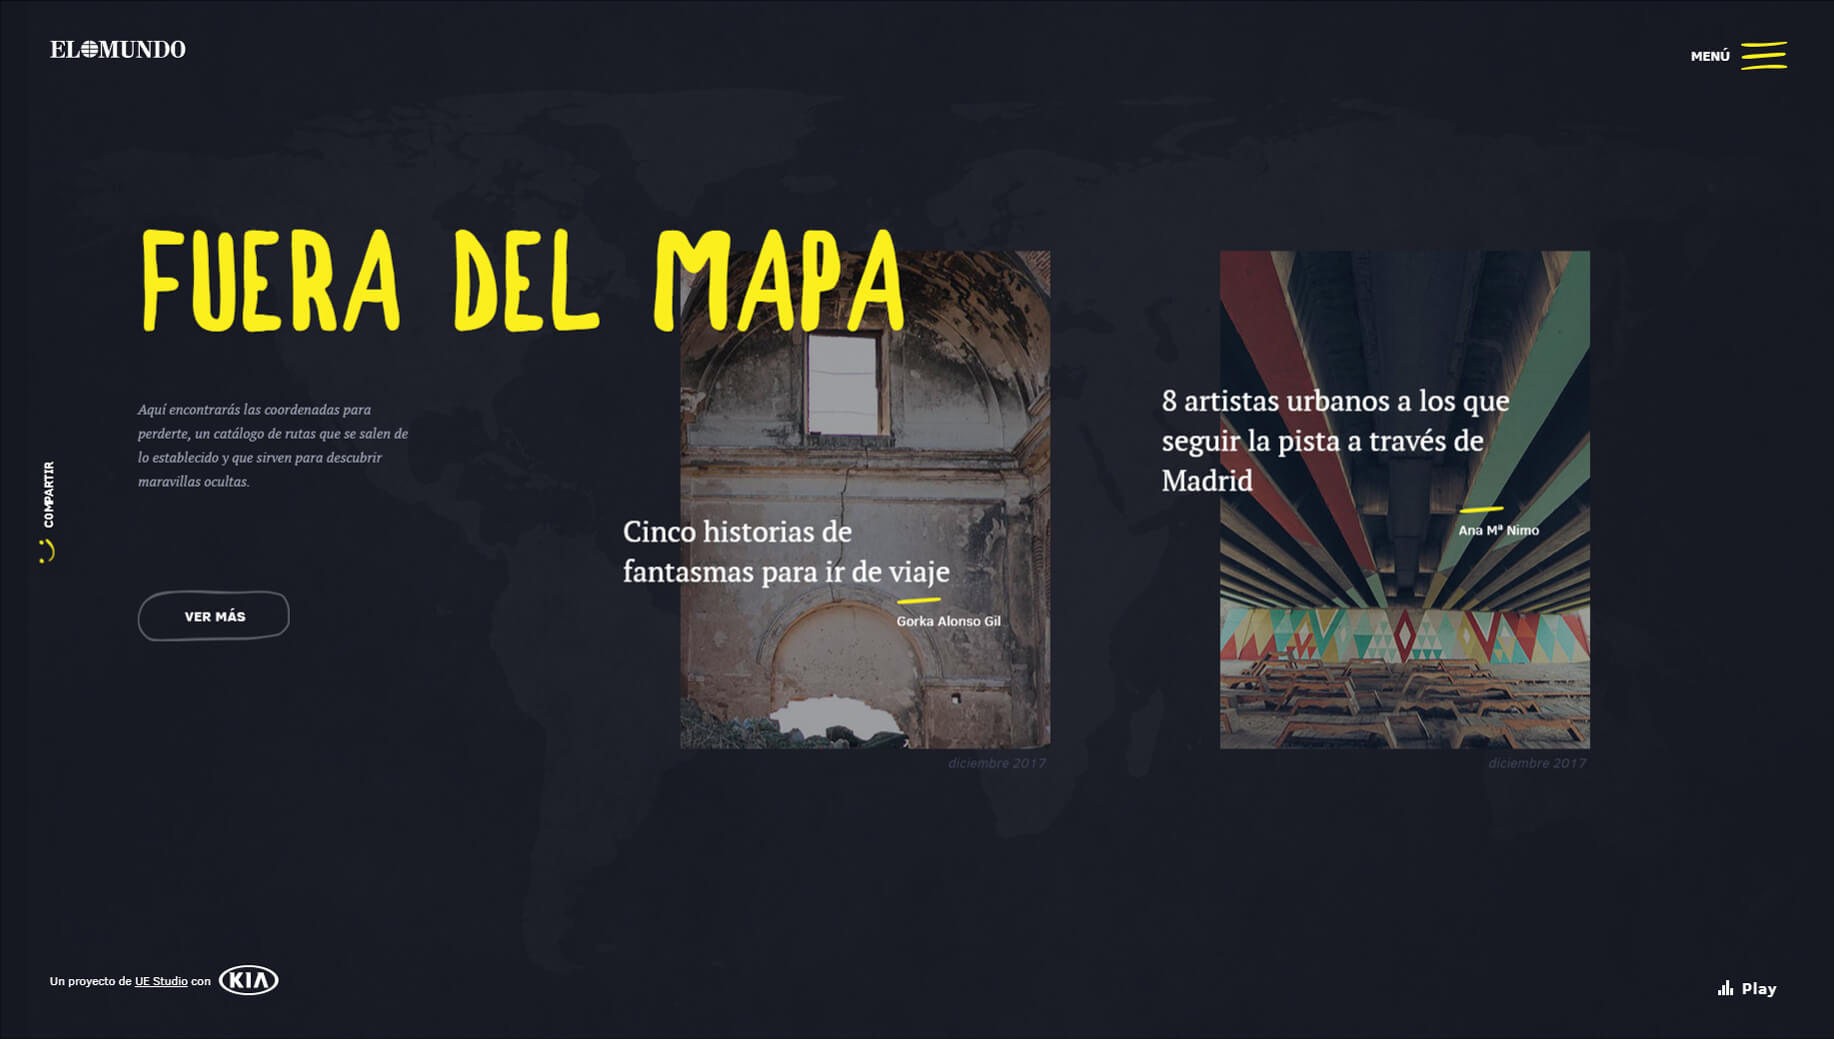 EL MUNDO
MENÚ
FUERA DEL MAPA
Aquí encontrarás las coordenadas para
perderte, un catálogo de rutas que se salen de
lo establecido y que sirven para descubrir
maravillas ocultas.
COMPARTIR
VER MÁS
Cinco historias de
fantasmas para ir de viaje
Gorka Alonso Gil
diciembre 2017
8 artistas urbanos a los que
seguir la pista a través de
Madrid
Ana Mª Nimo
diciembre 2017
Un proyecto de UE Studio con KIA
Play